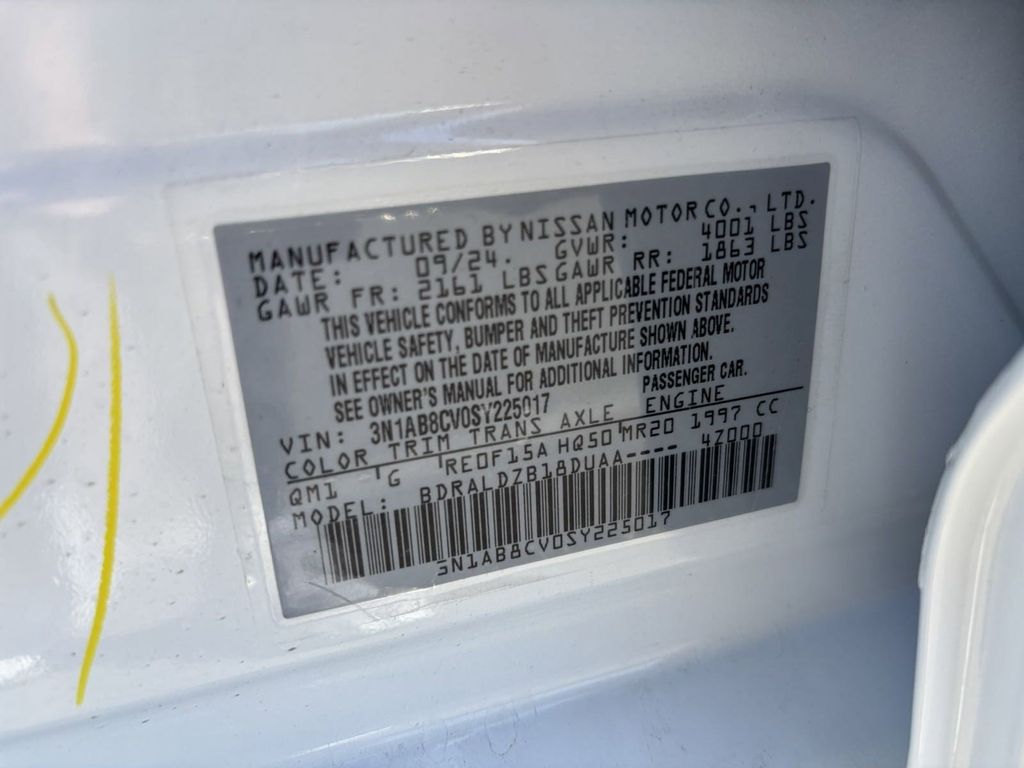 MANUFACTURED BY NISSAN MOTOR CO., LTD.
DATE: 09/24. GVWR: 4001 LBS
GAWR FR: 2161 LBS GAWR RR: 1863 LBS
THIS VEHICLE CONFORMS TO ALL APPLICABLE FEDERAL MOTOR
VEHICLE SAFETY, BUMPER AND THEFT PREVENTION STANDARDS
IN EFFECT ON THE DATE OF MANUFACTURE SHOWN ABOVE.
SEE OWNER'S MANUAL FOR ADDITIONAL INFORMATION.
VIN: 3N1AB8CV0SY225017 PASSENGER CAR.
COLOR TRIM TRANS AXLE ENGINE
QM1 G RE0F15A HQ50 MR20 1997 CC
MODEL: BDRALDZB18DUAA---- 47000
3N1AB8CV0SY225017